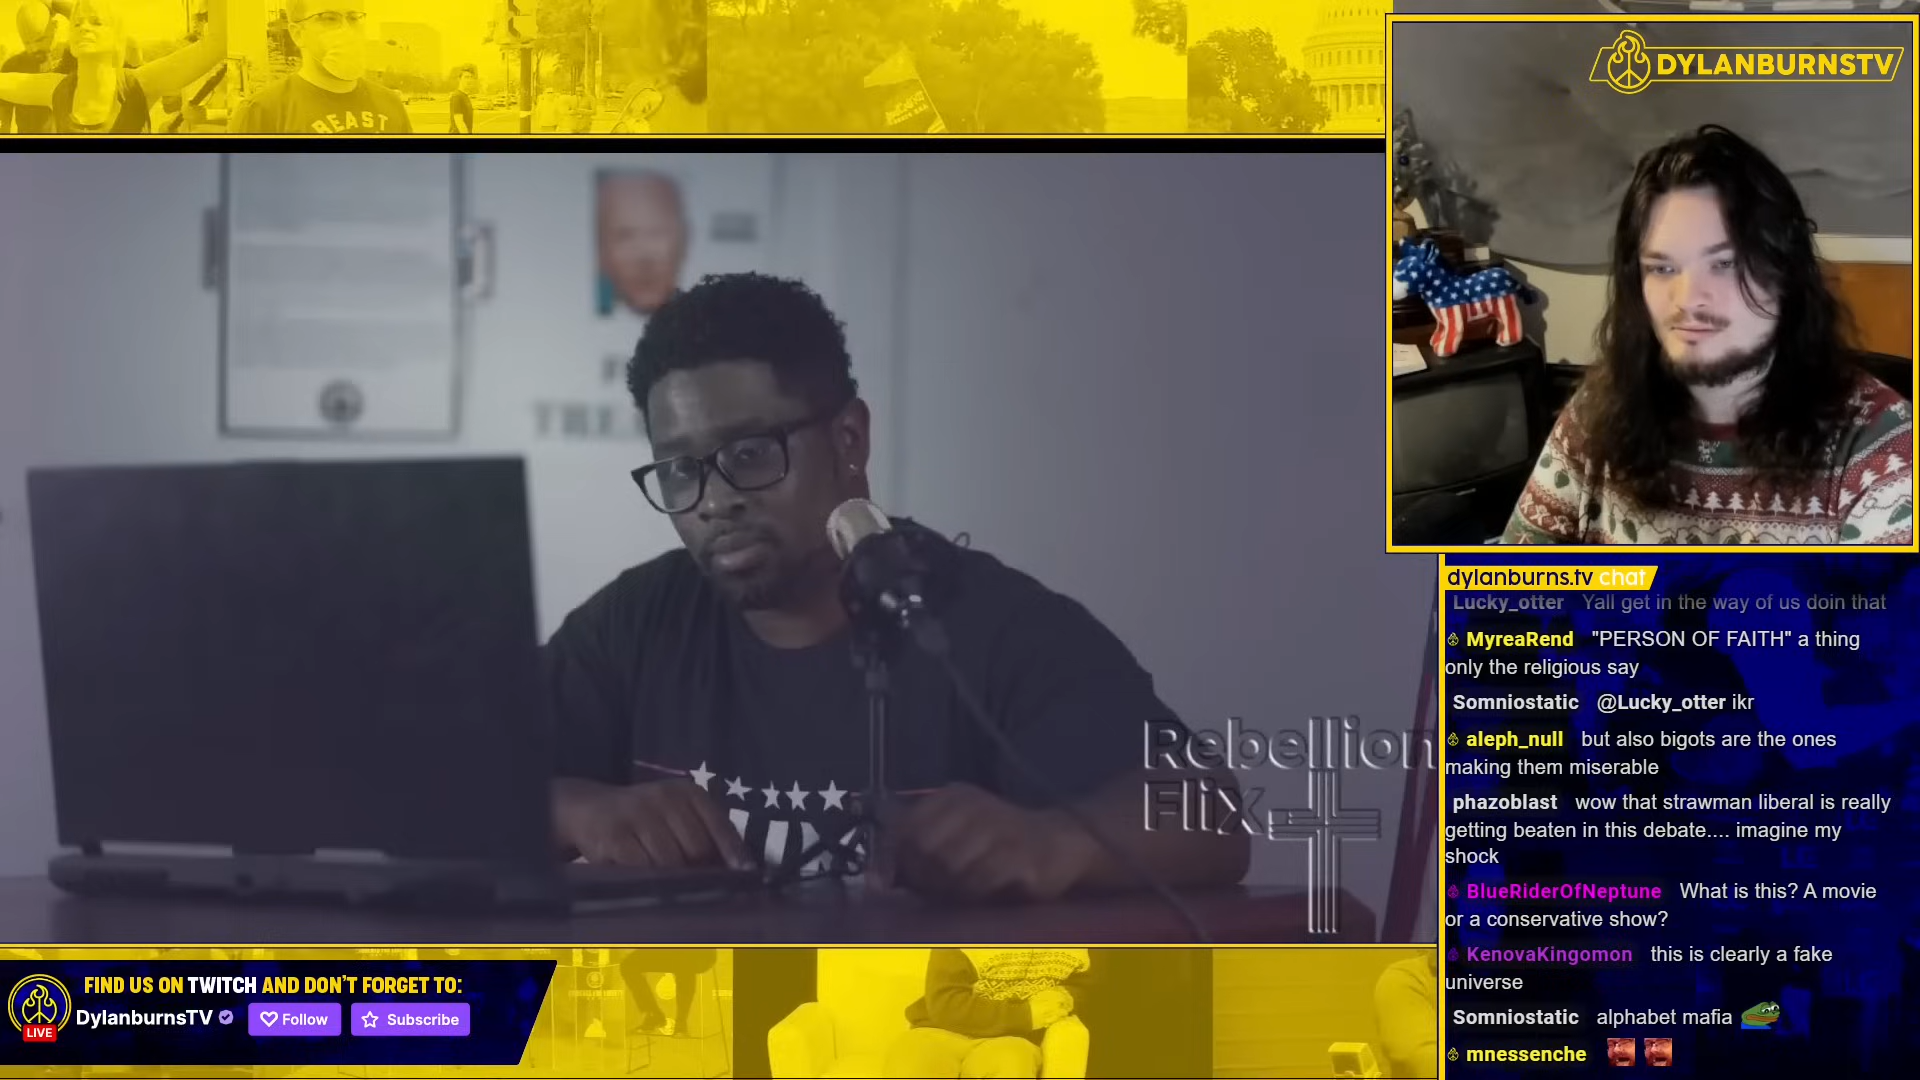 BEAST
DYLANBURNSTV
Rebellion
Flix
dylanburns.tv chat
Lucky_otter Yall get in the way of us doin that
MyreaRend "PERSON OF FAITH" a thing
only the religious say
Somniostatic @Lucky_otter ikr
aleph_null but also bigots are the ones
making them miserable
phazoblast wow that strawman liberal is really
getting beaten in this debate.... imagine my
shock
BlueRiderOfNeptune What is this? A movie
or a conservative show?
KenovaKingomon this is clearly a fake
universe
Somniostatic alphabet mafia
mnessenche
FIND US ON TWITCH AND DON'T FORGET TO:
DylanburnsTV Follow Subscribe
LIVE